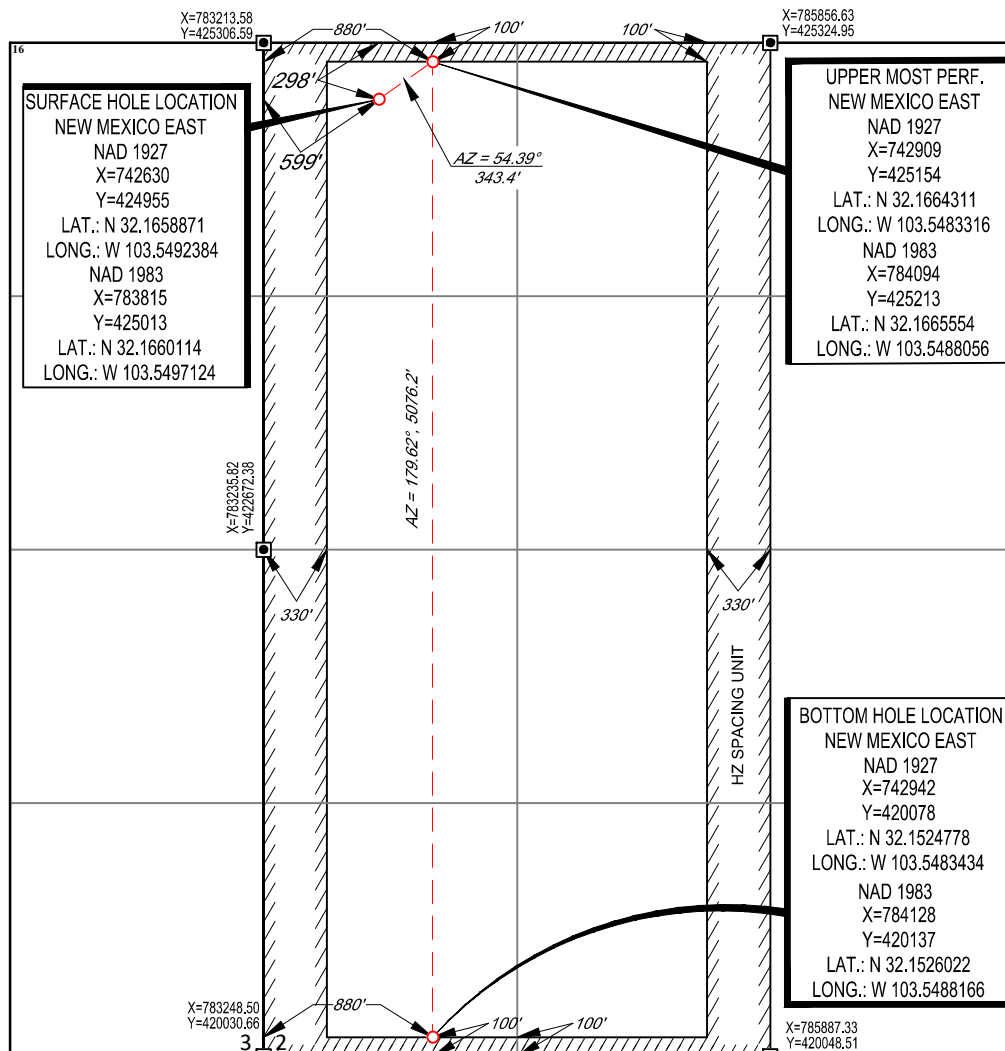 X=783213.58
Y=425306.59
880'
100'
100'
X=785856.63
Y=425324.95
16
298'
599'
SURFACE HOLE LOCATION
NEW MEXICO EAST
NAD 1927
X=742630
Y=424955
LAT.: N 32.1658871
LONG.: W 103.5492384
NAD 1983
X=783815
Y=425013
LAT.: N 32.1660114
LONG.: W 103.5497124
AZ = 54.39°
343.4'
UPPER MOST PERF.
NEW MEXICO EAST
NAD 1927
X=742909
Y=425154
LAT.: N 32.1664311
LONG.: W 103.5483316
NAD 1983
X=784094
Y=425213
LAT.: N 32.1665554
LONG.: W 103.5488056
AZ = 179.62°, 5076.2'
X=783235.82
Y=422672.38
330'
330'
HZ SPACING UNIT
BOTTOM HOLE LOCATION
NEW MEXICO EAST
NAD 1927
X=742942
Y=420078
LAT.: N 32.1524778
LONG.: W 103.5483434
NAD 1983
X=784128
Y=420137
LAT.: N 32.1526022
LONG.: W 103.5488166
X=783248.50
Y=420030.66
880'
100'
100'
3 2
X=785887.33
Y=420048.51